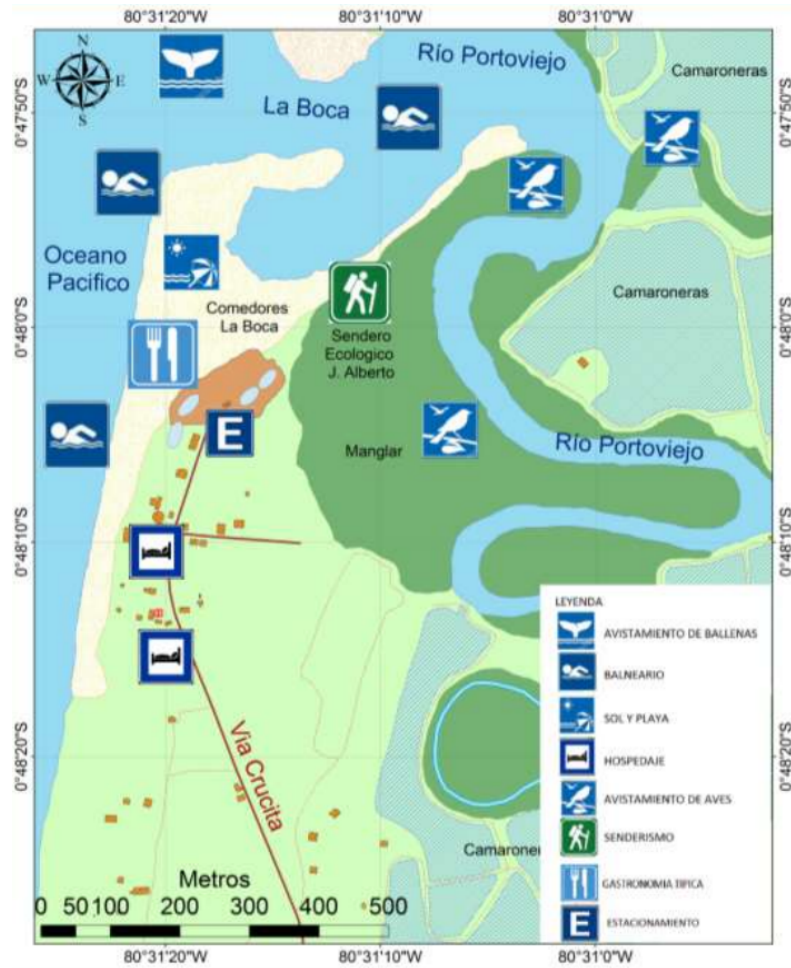 80°31'20"W
80°31'10"W
80°31'0"W
N
W
E
S
Río Portoviejo
Camaroneras
0°47'50"S
0°47'50"S
La Boca
Oceano
Pacifico
Comedores
La Boca
Camaroneras
0°48'0"S
0°48'0"S
Sendero
Ecologico
J. Alberto
E
Manglar
Río Portoviejo
0°48'10"S
0°48'10"S
LEYENDA
AVISTAMIENTO DE BALLENAS
BALNEARIO
SOL Y PLAYA
HOSPEDAJE
AVISTAMIENTO DE AVES
SENDERISMO
GASTRONOMIA TIPICA
E
ESTACIONAMIENTO
0°48'20"S
0°48'20"S
Via Crucita
Camarone
Metros
0 50 100 200 300 400 500
80°31'20"W
80°31'10"W
80°31'0"W